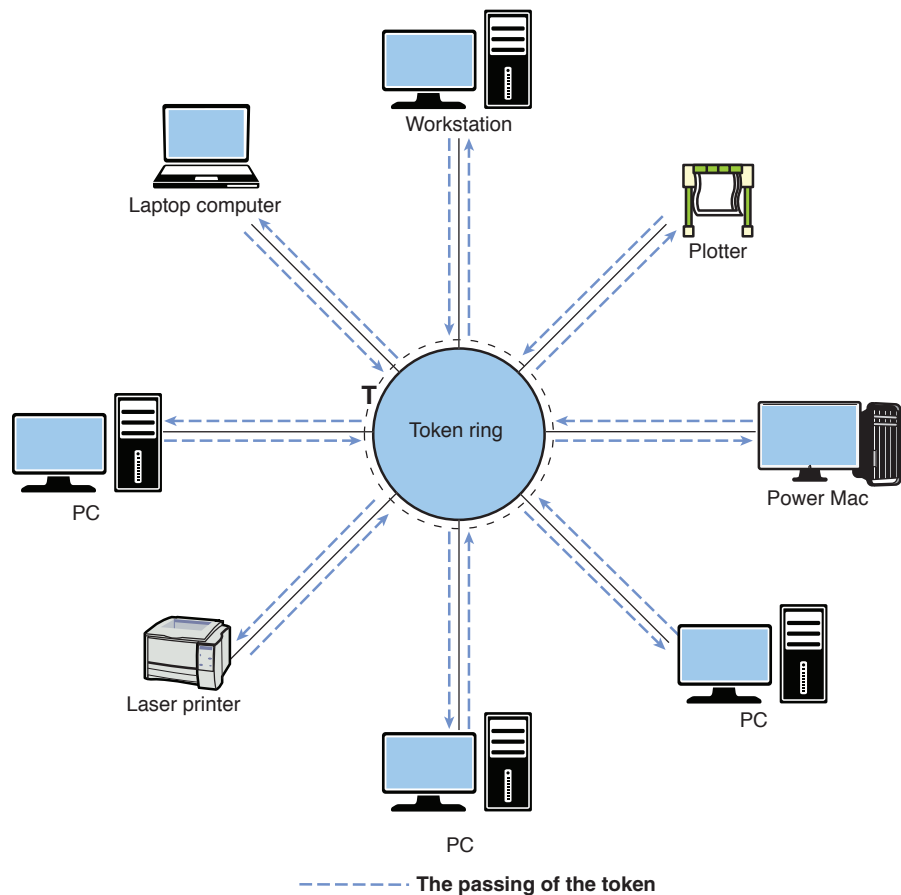 Workstation
Laptop computer
Plotter
T
Token ring
PC
Power Mac
Laser printer
PC
PC
The passing of the token